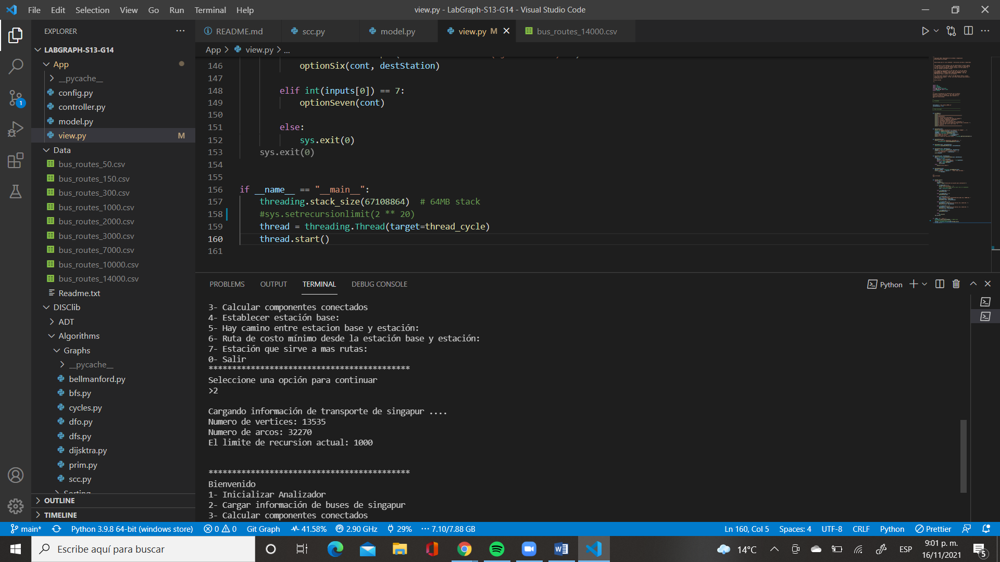 File Edit Selection View Go Run Terminal Help
view.py - LabGraph-S13-G14 - Visual Studio Code
EXPLORER
README.md
scc.py
model.py
view.py M
bus_routes_14000.csv
LABGRAPH-S13-G14
App
__pycache__
config.py
controller.py
model.py
view.py M
Data
bus_routes_50.csv
bus_routes_150.csv
bus_routes_300.csv
bus_routes_1000.csv
bus_routes_2000.csv
bus_routes_3000.csv
bus_routes_7000.csv
bus_routes_10000.csv
bus_routes_14000.csv
Readme.txt
DISClib
ADT
Algorithms
Graphs
__pycache__
bellmanford.py
bfs.py
cycles.py
dfo.py
dfs.py
dijsktra.py
prim.py
scc.py
Sorting
OUTLINE
TIMELINE
1
App > view.py > ...
146 optionSix(cont, destStation)
147
148 elif int(inputs[0]) == 7:
149 optionSeven(cont)
150
151 else:
152 sys.exit(0)
153 sys.exit(0)
154
155
156 if __name__ == "__main__":
157 threading.stack_size(67108864) # 64MB stack
158 #sys.setrecursionlimit(2 ** 20)
159 thread = threading.Thread(target=thread_cycle)
160 thread.start()
161
PROBLEMS OUTPUT TERMINAL DEBUG CONSOLE
Python
3- Calcular componentes conectados
4- Establecer estación base:
5- Hay camino entre estacion base y estación:
6- Ruta de costo mínimo desde la estación base y estación:
7- Estación que sirve a mas rutas:
0- Salir
*******************************************
Seleccione una opción para continuar
>2
Cargando información de transporte de singapur ....
Numero de vertices: 13535
Numero de arcos: 32270
El limite de recursion actual: 1000
*******************************************
Bienvenido
1- Inicializar Analizador
2- Cargar información de buses de singapur
3- Calcular componentes conectados
main* Python 3.9.8 64-bit (windows store) 0 0 Git Graph 41.58% 2.90 GHz 29% 7.10/7.88 GB
Ln 160, Col 5 Spaces: 4 UTF-8 CRLF Python Prettier
Escribe aquí para buscar
14°C
ESP
9:01 p. m.
16/11/2021
5